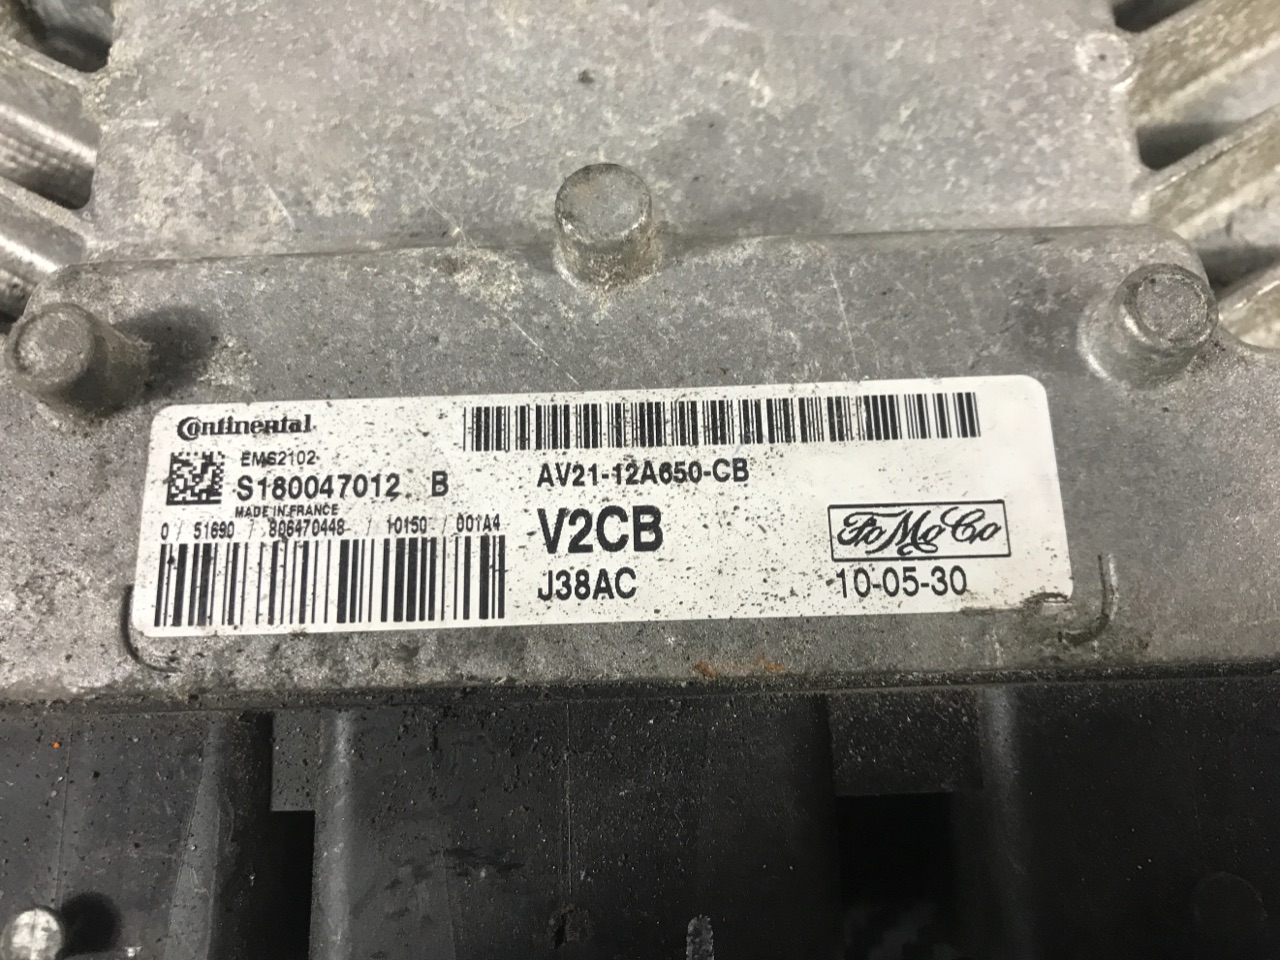 Continental
EMS2102
S180047012 B
MADE IN FRANCE
0 / 51690 / 806470448 / 10150 / 001A4
AV21-12A650-CB
V2CB
J38AC
FoMoCo
10-05-30